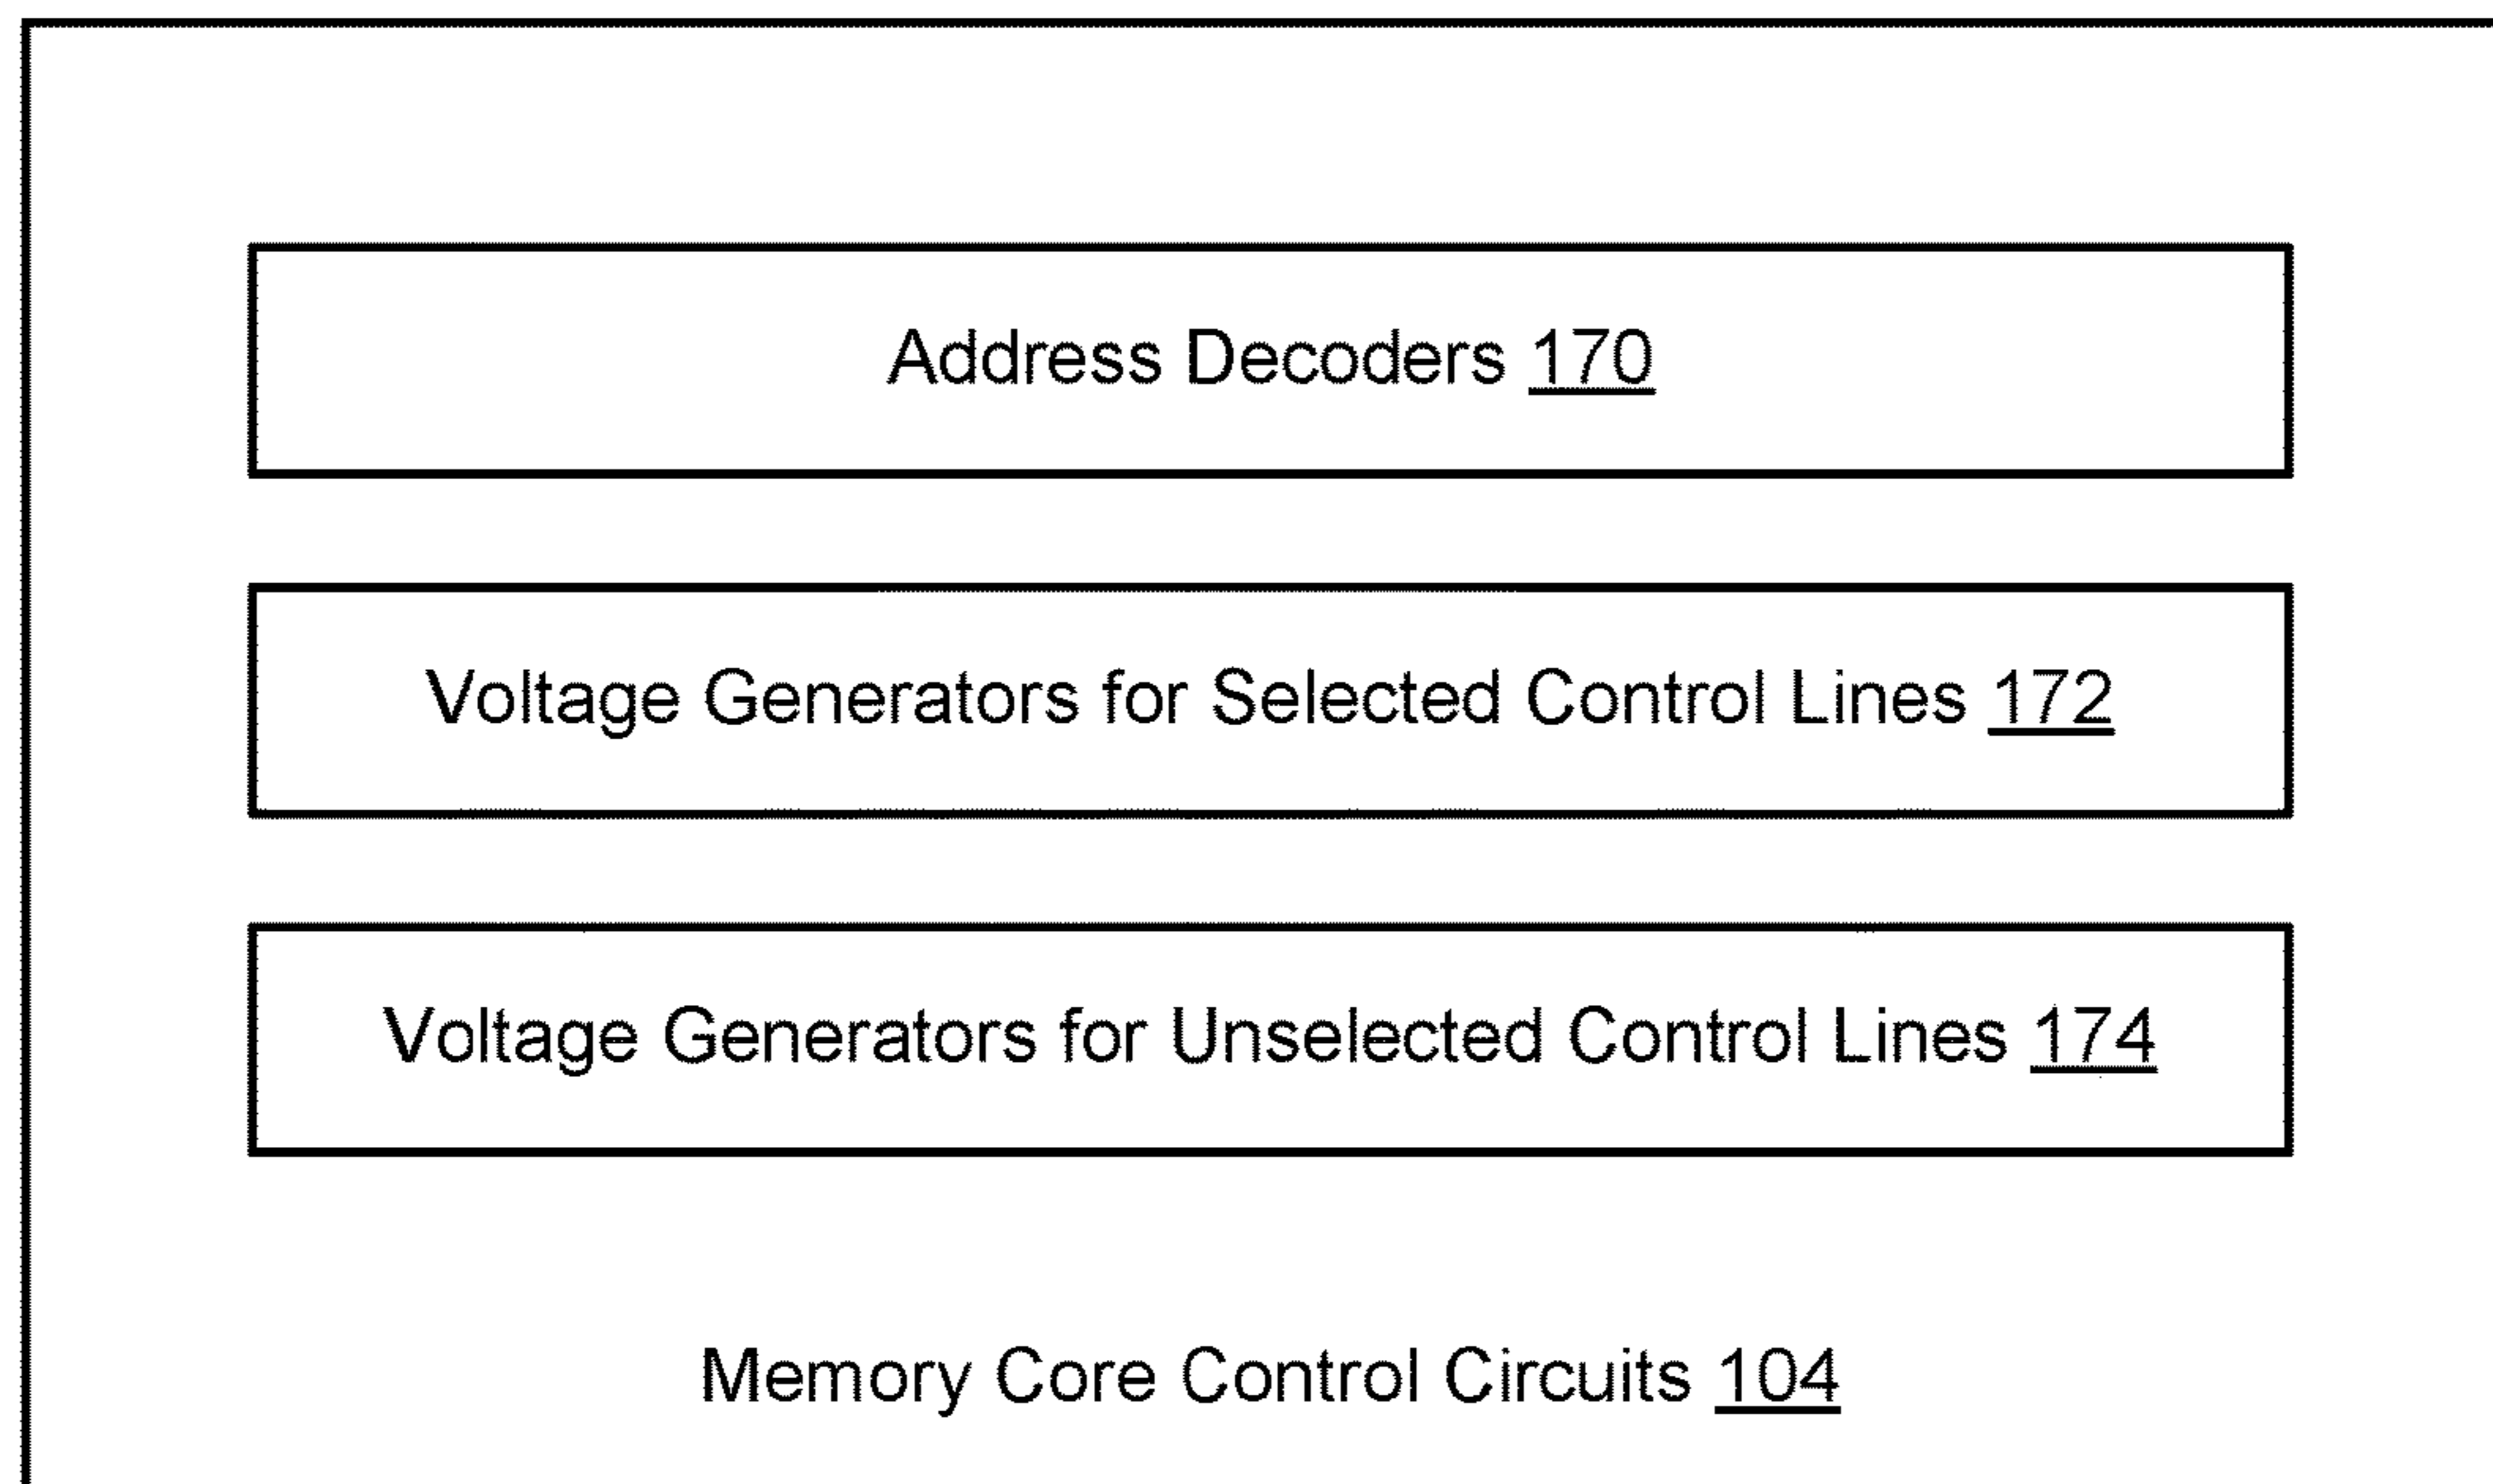 Address Decoders 170
Voltage Generators for Selected Control Lines 172
Voltage Generators for Unselected Control Lines 174
Memory Core Control Circuits 104